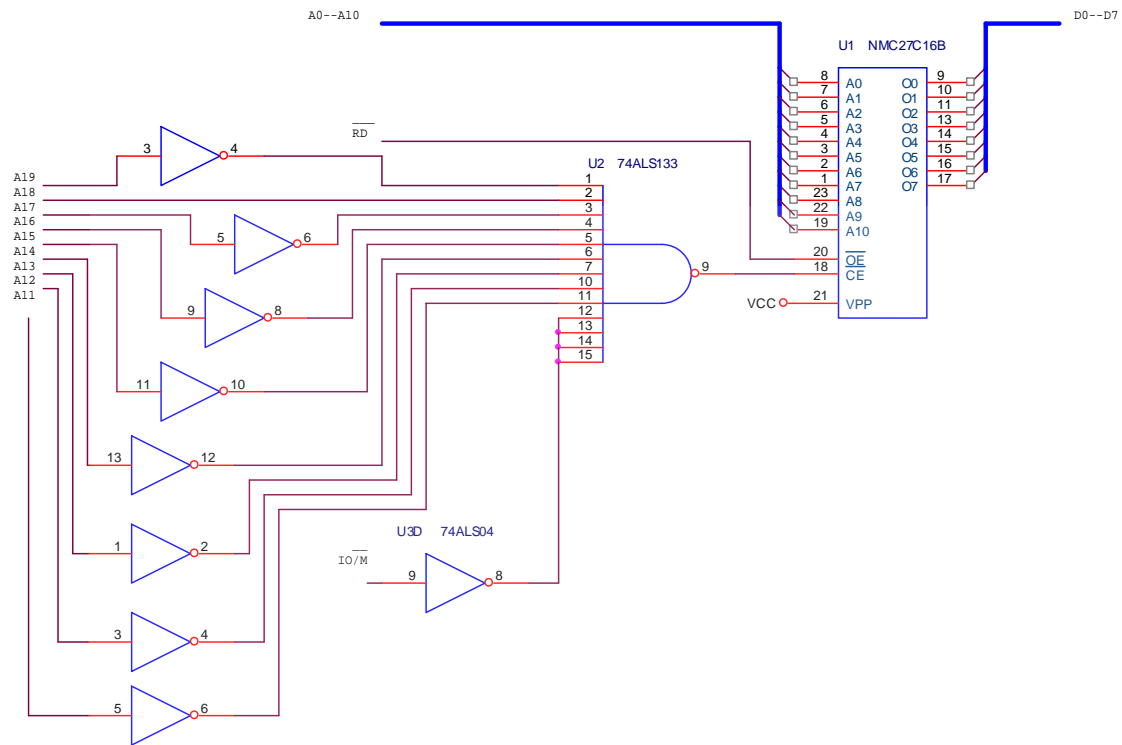 A0--A10
D0--D7
U1 NMC27C16B
8 A0 O0 9
7 A1 O1 10
6 A2 O2 11
5 A3 O3 13
4 A4 O4 14
3 A5 O5 15
2 A6 O6 16
1 A7 O7 17
23 A8
22 A9
19 A10
20 OE
18 CE
VCC 21 VPP
RD
U2 74ALS133
1
2
3
4
5
6
7
10
11
12
13
14
15
9
A19
A18
A17
A16
A15
A14
A13
A12
A11
3 4
5 6
9 8
11 10
13 12
1 2
3 4
5 6
U3D 74ALS04
IO/M
9 8